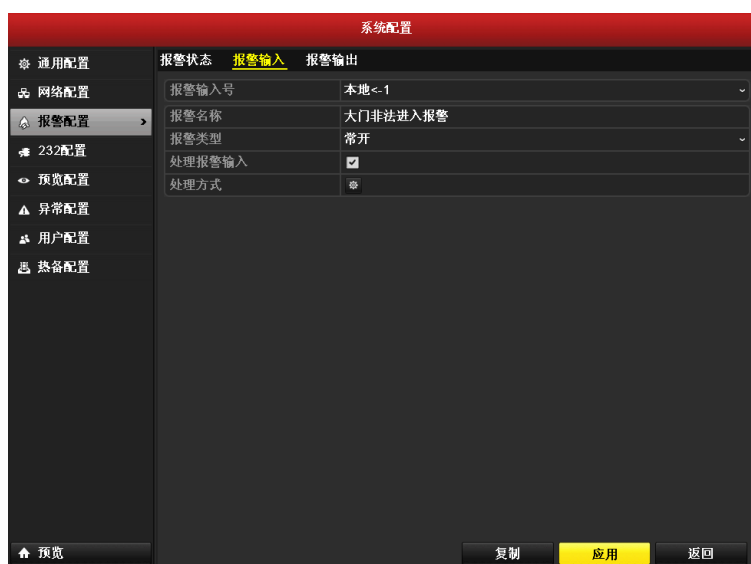 系统配置
通用配置
网络配置
报警配置
232配置
预览配置
异常配置
用户配置
热备配置
预览
报警状态 报警输入 报警输出
报警输入号 本地<-1
报警名称 大门非法进入报警
报警类型 常开
处理报警输入
处理方式
复制 应用 返回